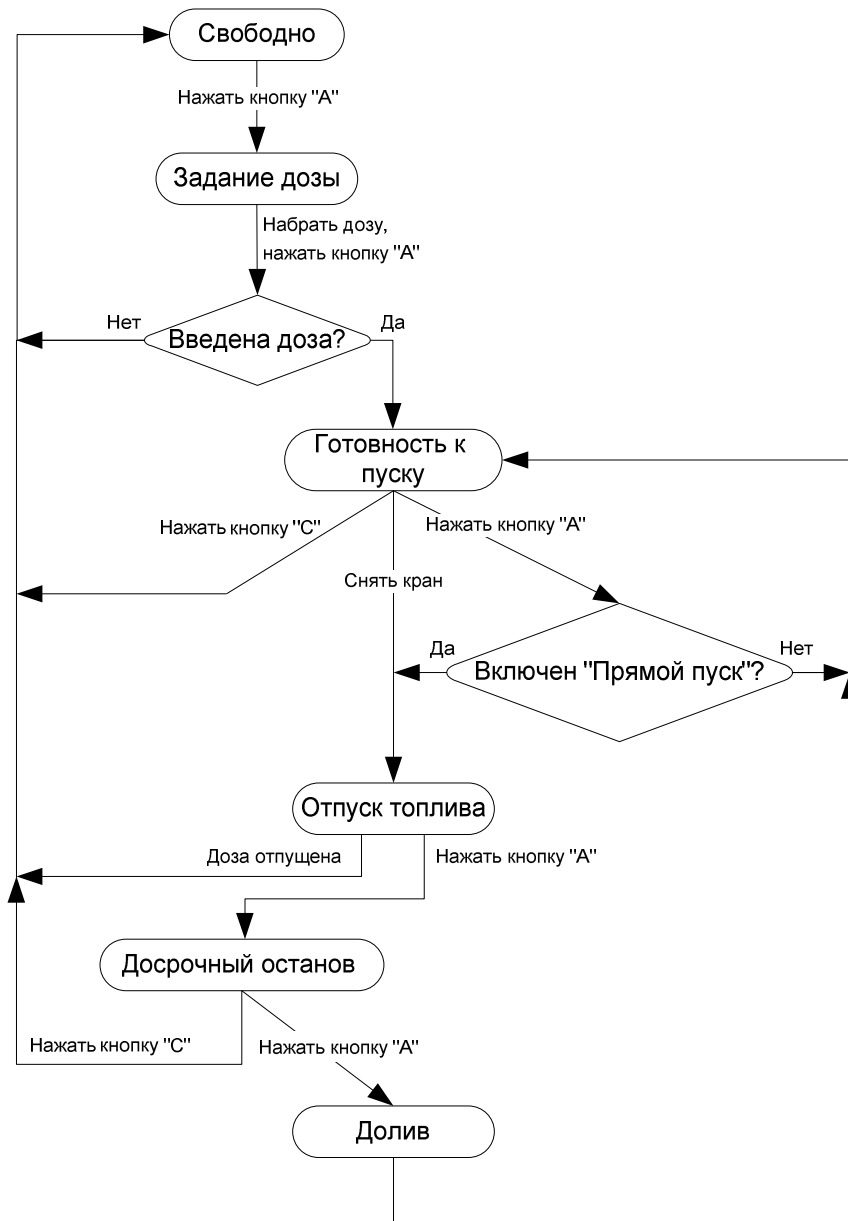 Свободно
Нажать кнопку "А"
Задание дозы
Набрать дозу,
нажать кнопку "А"
Нет
Введена доза?
Да
Готовность к
пуску
Нажать кнопку "С"
Нажать кнопку "А"
Снять кран
Да
Включен "Прямой пуск"?
Нет
Отпуск топлива
Доза отпущена
Нажать кнопку "А"
Досрочный останов
Нажать кнопку "С"
Нажать кнопку "А"
Долив